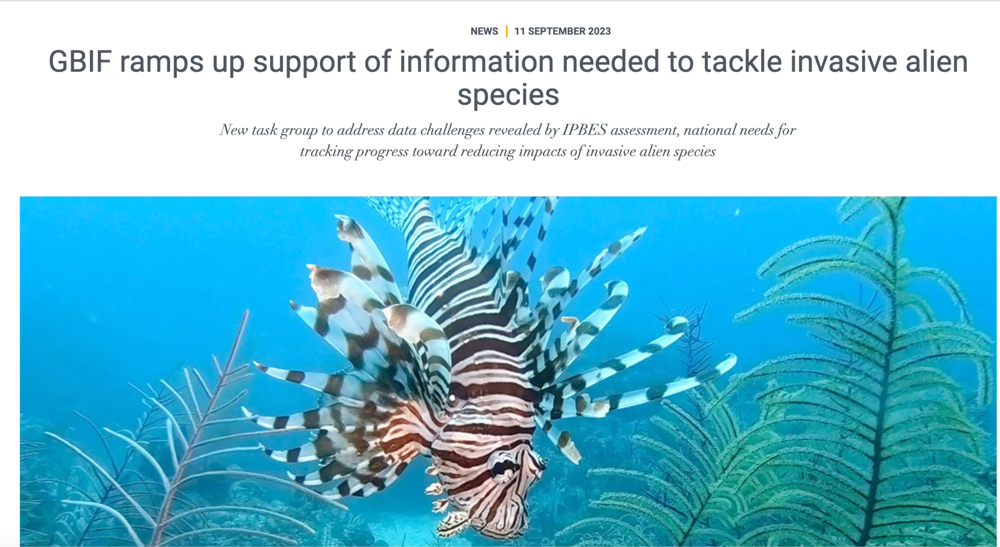 NEWS | 11 SEPTEMBER 2023
GBIF ramps up support of information needed to tackle invasive alien
species
New task group to address data challenges revealed by IPBES assessment, national needs for
tracking progress toward reducing impacts of invasive alien species